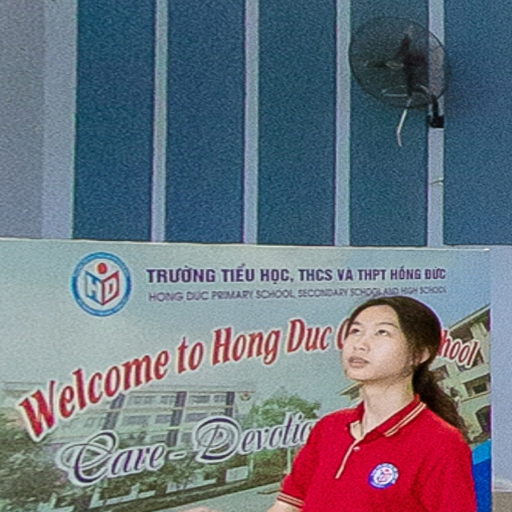 HD
TRƯỜNG TIỂU HỌC, THCS VÀ THPT HỒNG ĐỨC
HONG DUC PRIMARY SCHOOL, SECONDARY SCHOOL AND HIGH SCHOOL
Welcome to Hong Duc
Care - Devotio